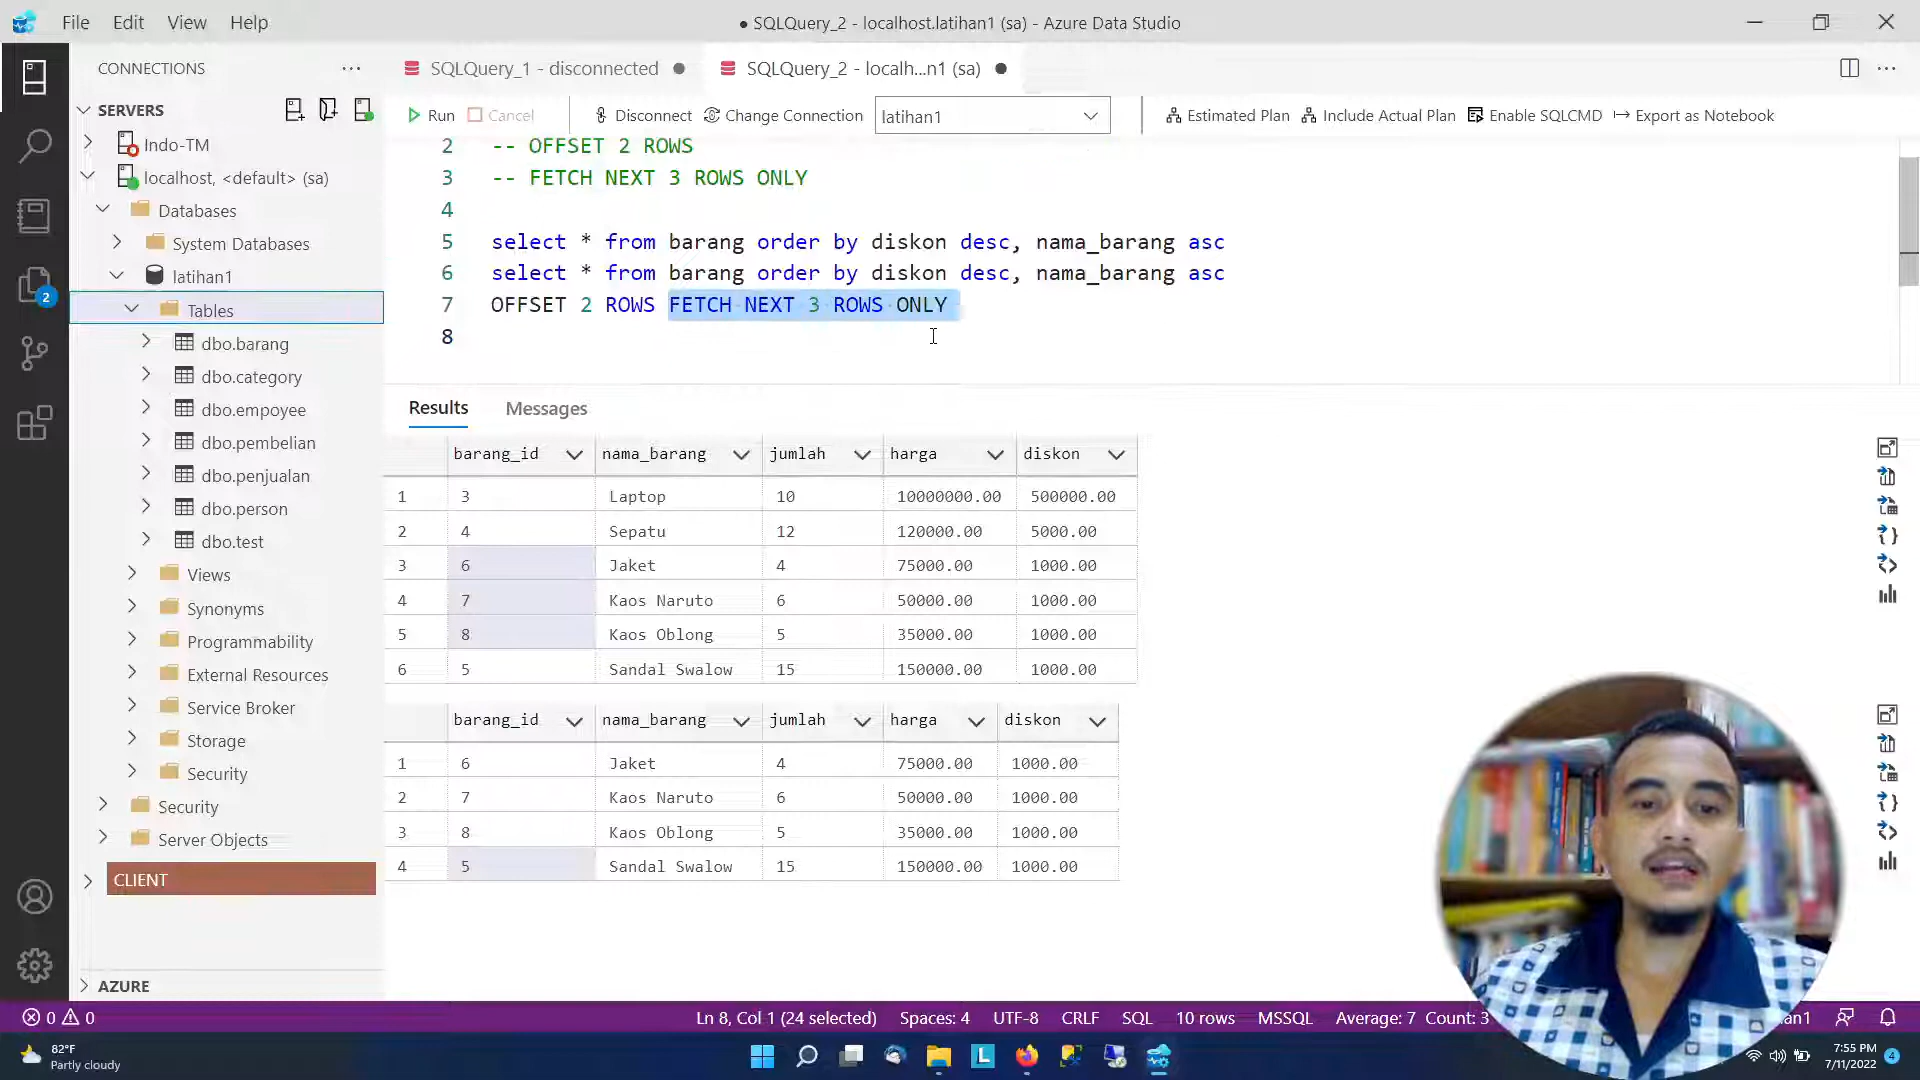 File Edit View Help
● SQLQuery_2 - localhost.latihan1 (sa) - Azure Data Studio
CONNECTIONS
SQLQuery_1 - disconnected
SQLQuery_2 - localh...n1 (sa)
SERVERS
Run Cancel Disconnect Change Connection latihan1 Estimated Plan Include Actual Plan Enable SQLCMD Export as Notebook
Indo-TM
localhost, <default> (sa)
Databases
System Databases
latihan1
Tables
dbo.barang
dbo.category
dbo.empoyee
dbo.pembelian
dbo.penjualan
dbo.person
dbo.test
Views
Synonyms
Programmability
External Resources
Service Broker
Storage
Security
Security
Server Objects
CLIENT
AZURE
2
2 -- OFFSET 2 ROWS
3 -- FETCH NEXT 3 ROWS ONLY
4
5 select * from barang order by diskon desc, nama_barang asc
6 select * from barang order by diskon desc, nama_barang asc
7 OFFSET 2 ROWS FETCH NEXT 3 ROWS ONLY
8
Results Messages
barang_id nama_barang jumlah harga diskon
1 3 Laptop 10 10000000.00 500000.00
2 4 Sepatu 12 120000.00 5000.00
3 6 Jaket 4 75000.00 1000.00
4 7 Kaos Naruto 6 50000.00 1000.00
5 8 Kaos Oblong 5 35000.00 1000.00
6 5 Sandal Swalow 15 150000.00 1000.00
barang_id nama_barang jumlah harga diskon
1 6 Jaket 4 75000.00 1000.00
2 7 Kaos Naruto 6 50000.00 1000.00
3 8 Kaos Oblong 5 35000.00 1000.00
4 5 Sandal Swalow 15 150000.00 1000.00
0 0 Ln 8, Col 1 (24 selected) Spaces: 4 UTF-8 CRLF SQL 10 rows MSSQL Average: 7 Count: 3 an1
82°F
Partly cloudy
7:55 PM
7/11/2022
4